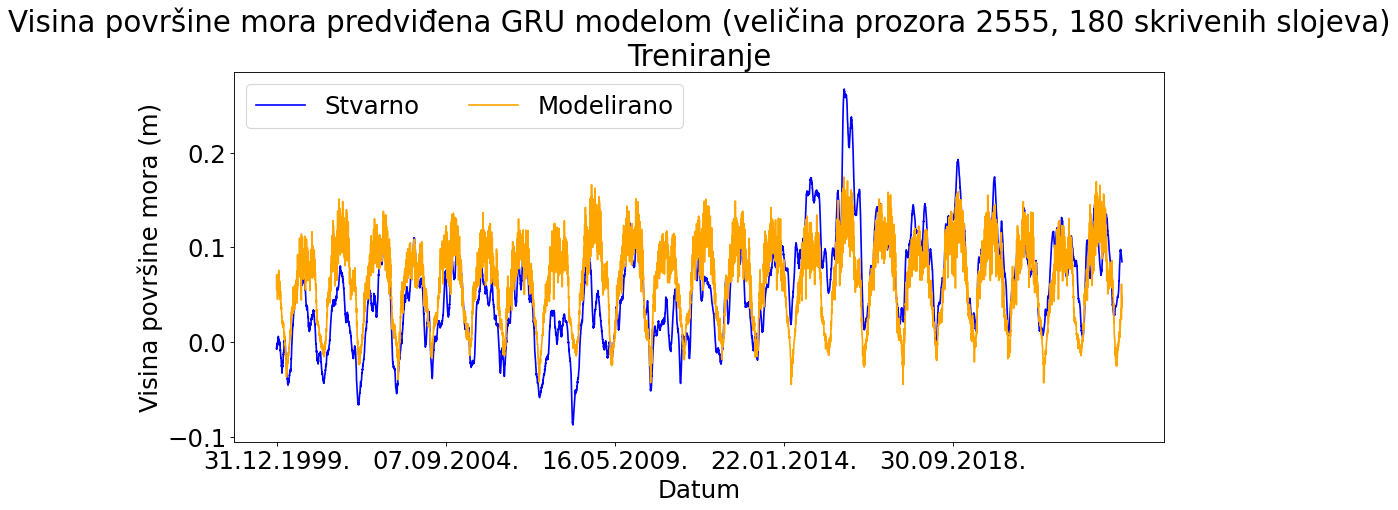 Visina površine mora predviđena GRU modelom (veličina prozora 2555, 180 skrivenih slojeva)
Treniranje
Stvarno
Modelirano
Visina površine mora (m)
0.2
0.1
0.0
−0.1
31.12.1999.
07.09.2004.
16.05.2009.
22.01.2014.
30.09.2018.
Datum